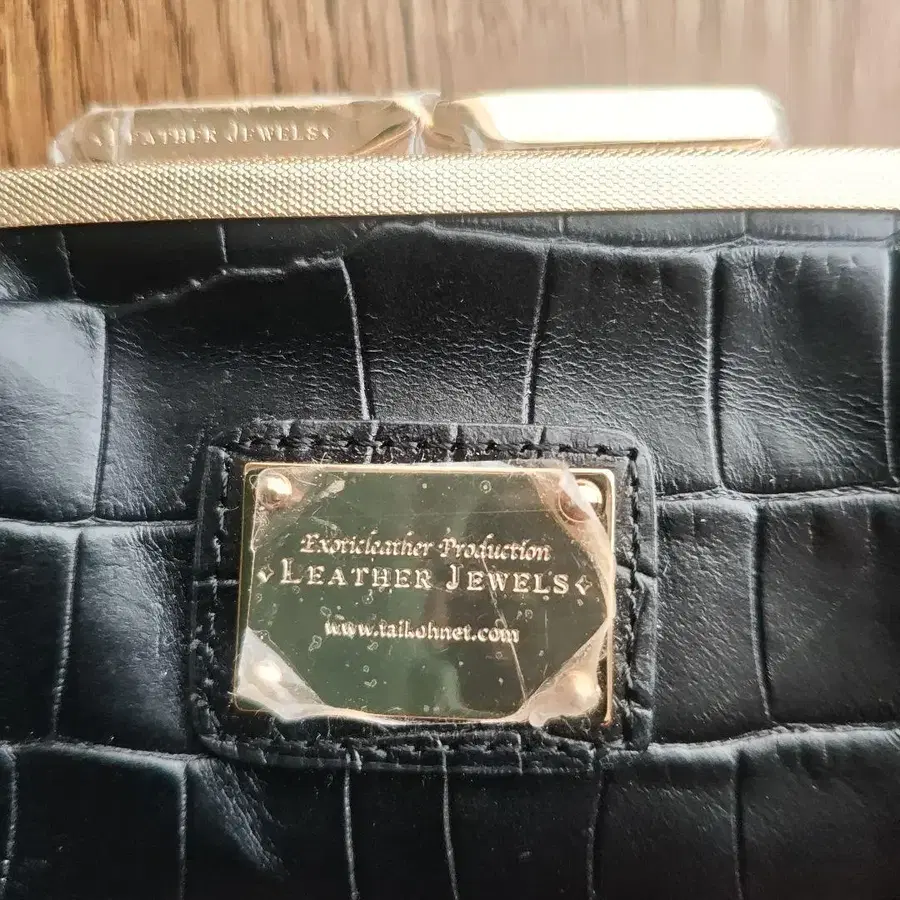 LEATHER JEWELS
Exoticleather Production
LEATHER JEWELS
www.taikohnet.com